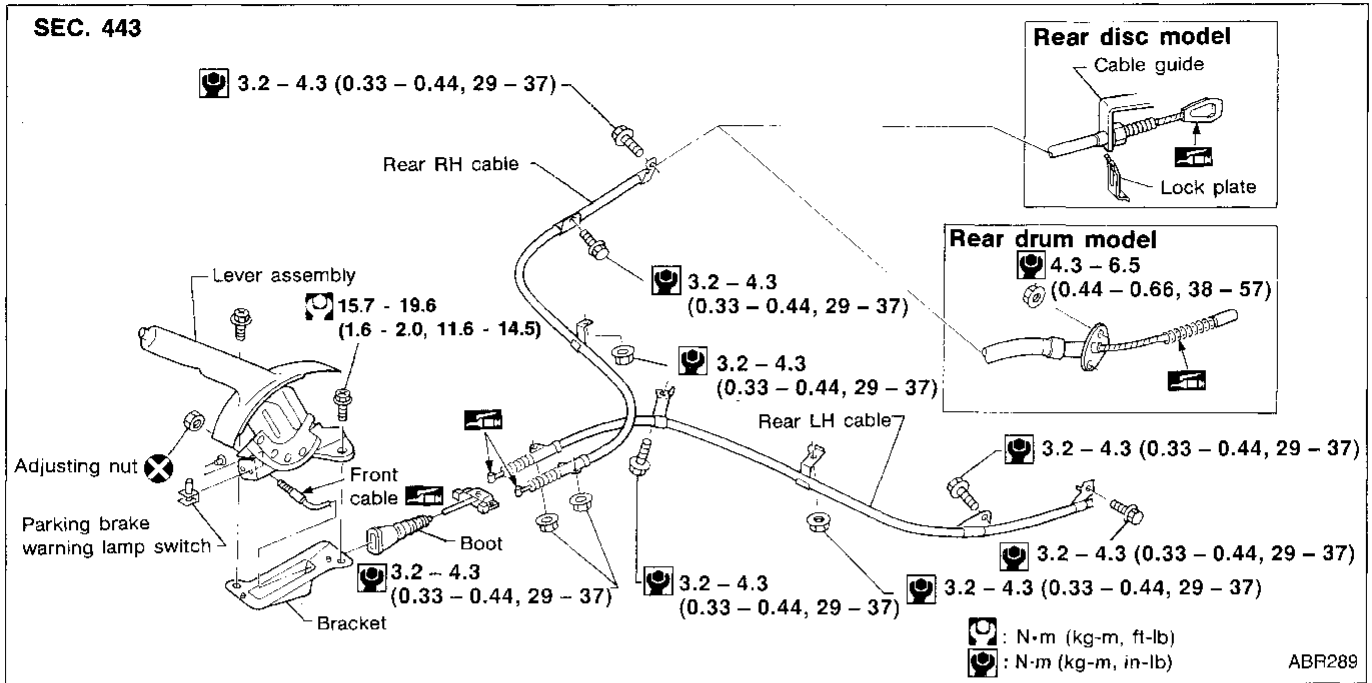 SEC. 443
Rear disc model
Cable guide
Lock plate
3.2 – 4.3 (0.33 – 0.44, 29 – 37)
Rear RH cable
Rear drum model
4.3 – 6.5
(0.44 – 0.66, 38 – 57)
Lever assembly
15.7 - 19.6
(1.6 - 2.0, 11.6 - 14.5)
3.2 – 4.3
(0.33 – 0.44, 29 – 37)
3.2 – 4.3
(0.33 – 0.44, 29 – 37)
Rear LH cable
3.2 – 4.3 (0.33 – 0.44, 29 – 37)
Adjusting nut
Front
cable
Parking brake
warning lamp switch
Boot
3.2 – 4.3
(0.33 – 0.44, 29 – 37)
Bracket
3.2 – 4.3
(0.33 – 0.44, 29 – 37)
3.2 – 4.3 (0.33 – 0.44, 29 – 37)
3.2 – 4.3 (0.33 – 0.44, 29 – 37)
: N•m (kg-m, ft-lb)
: N•m (kg-m, in-lb)
ABR289